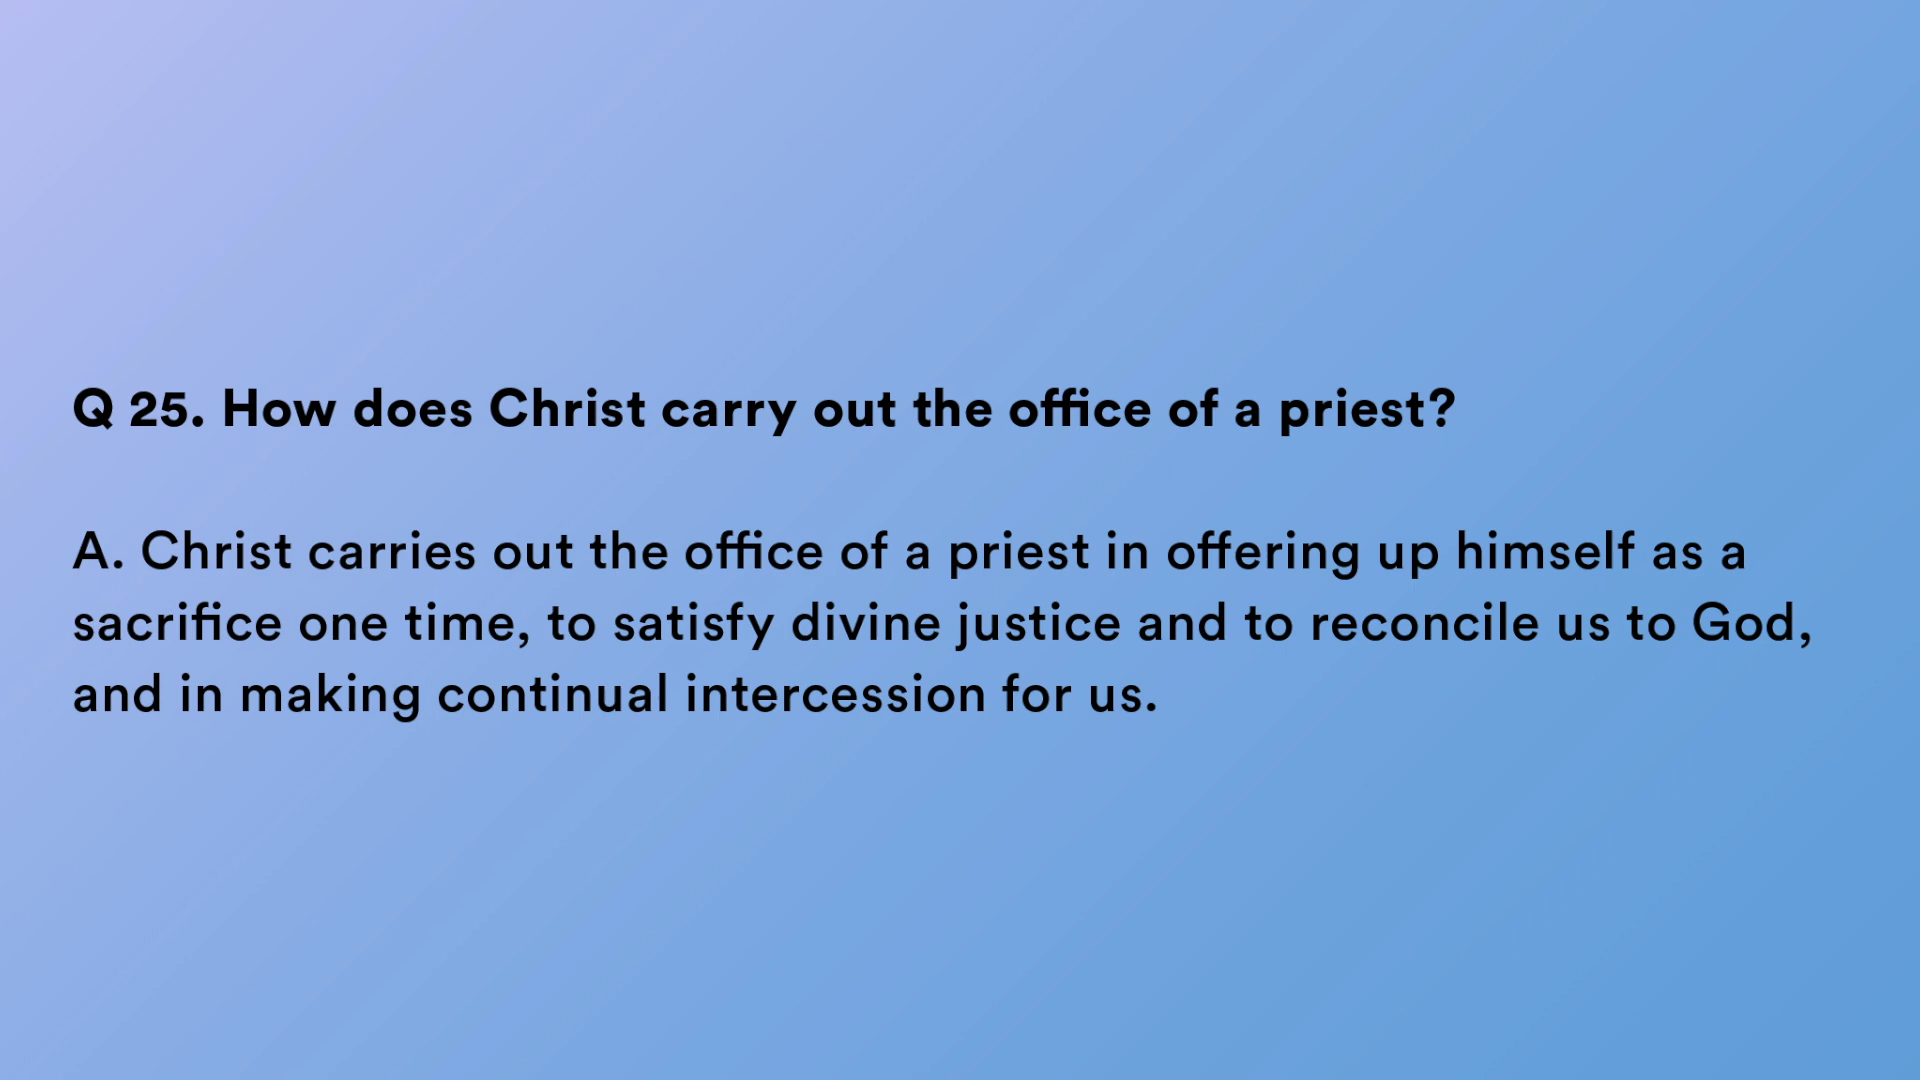 Q 25. How does Christ carry out the office of a priest?
A. Christ carries out the office of a priest in offering up himself as a
sacrifice one time, to satisfy divine justice and to reconcile us to God,
and in making continual intercession for us.